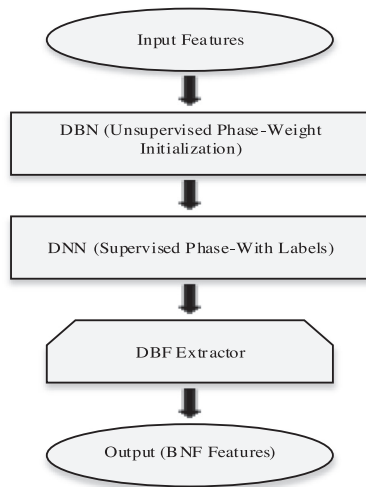 Input Features
DBN (Unsupervised Phase-Weight
Initialization)
DNN (Supervised Phase-With Labels)
DBF Extractor
Output (BNF Features)